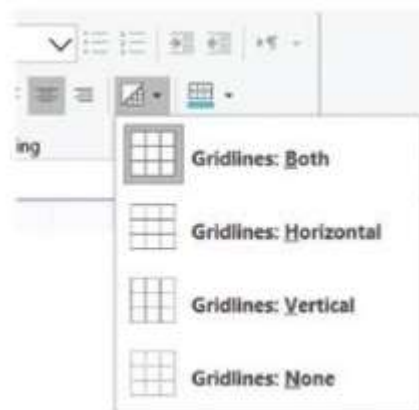 ing
Gridlines: Both
Gridlines: Horizontal
Gridlines: Vertical
Gridlines: None